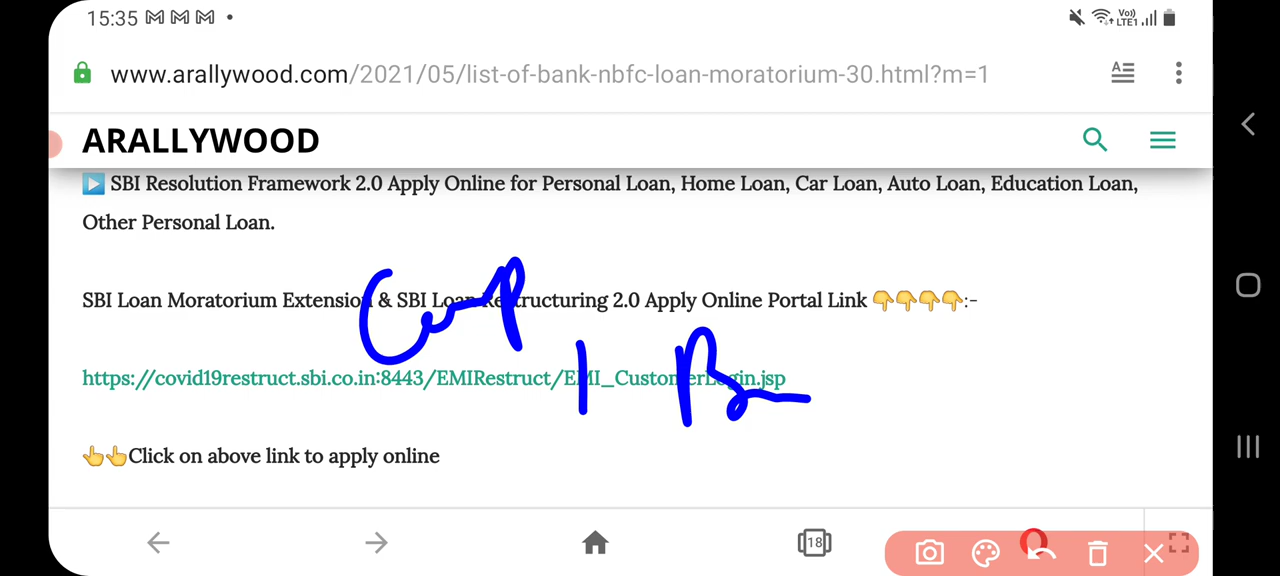 15:35
Vo))
LTE1
www.arallywood.com/2021/05/list-of-bank-nbfc-loan-moratorium-30.html?m=1
ARALLYWOOD
▶️ SBI Resolution Framework 2.0 Apply Online for Personal Loan, Home Loan, Car Loan, Auto Loan, Education Loan,
Other Personal Loan.
SBI Loan Moratorium Extension & SBI Loan Restructuring 2.0 Apply Online Portal Link 👇👇👇👇:-
https://covid19restruct.sbi.co.in:8443/EMIRestruct/EMI_CustomerLogin.jsp
👆👆Click on above link to apply online
18